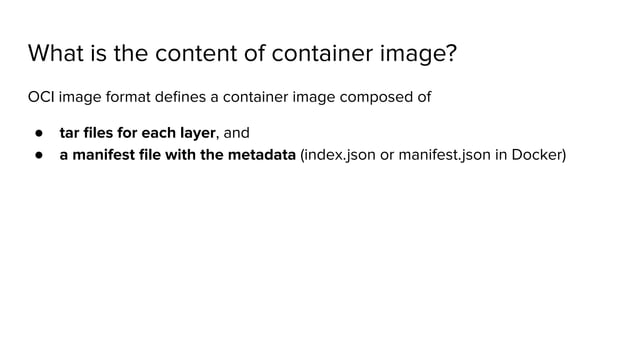 What is the content of container image?
OCI image format defines a container image composed of
● tar files for each layer, and
● a manifest file with the metadata (index.json or manifest.json in Docker)